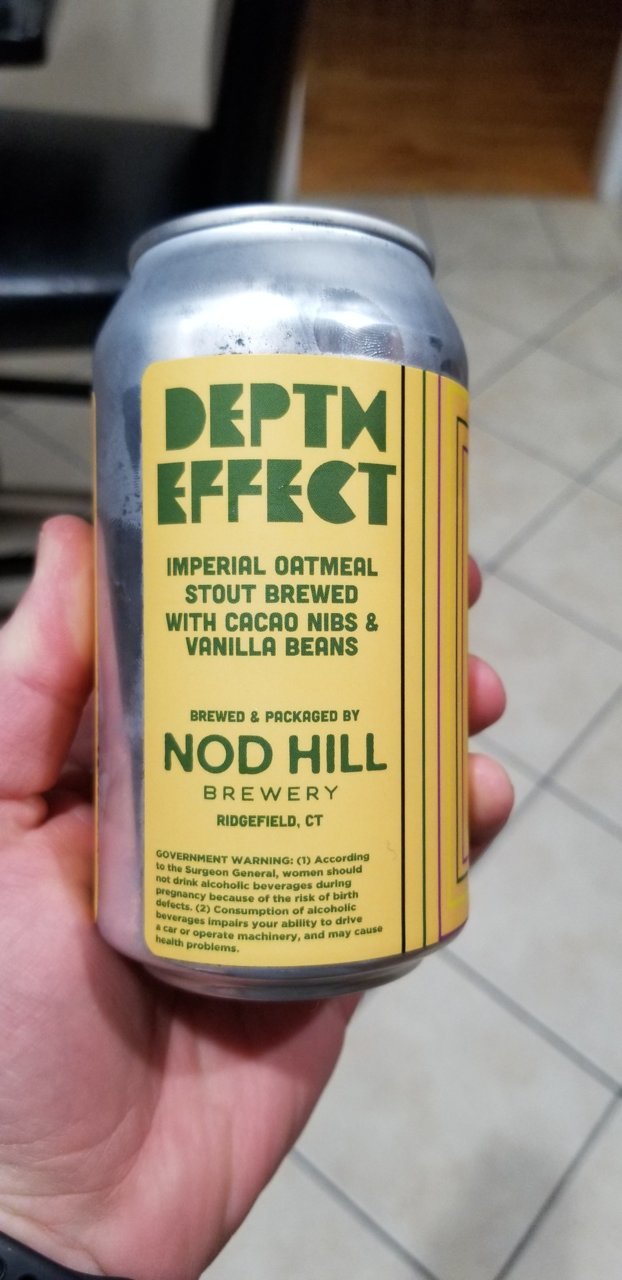 DEPTH
EFFECT
IMPERIAL OATMEAL
STOUT BREWED
WITH CACAO NIBS &
VANILLA BEANS
BREWED & PACKAGED BY
NOD HILL
BREWERY
RIDGEFIELD, CT
GOVERNMENT WARNING: (1) According
to the Surgeon General, women should
not drink alcoholic beverages during
pregnancy because of the risk of birth
defects. (2) Consumption of alcoholic
beverages impairs your ability to drive
a car or operate machinery, and may cause
health problems.